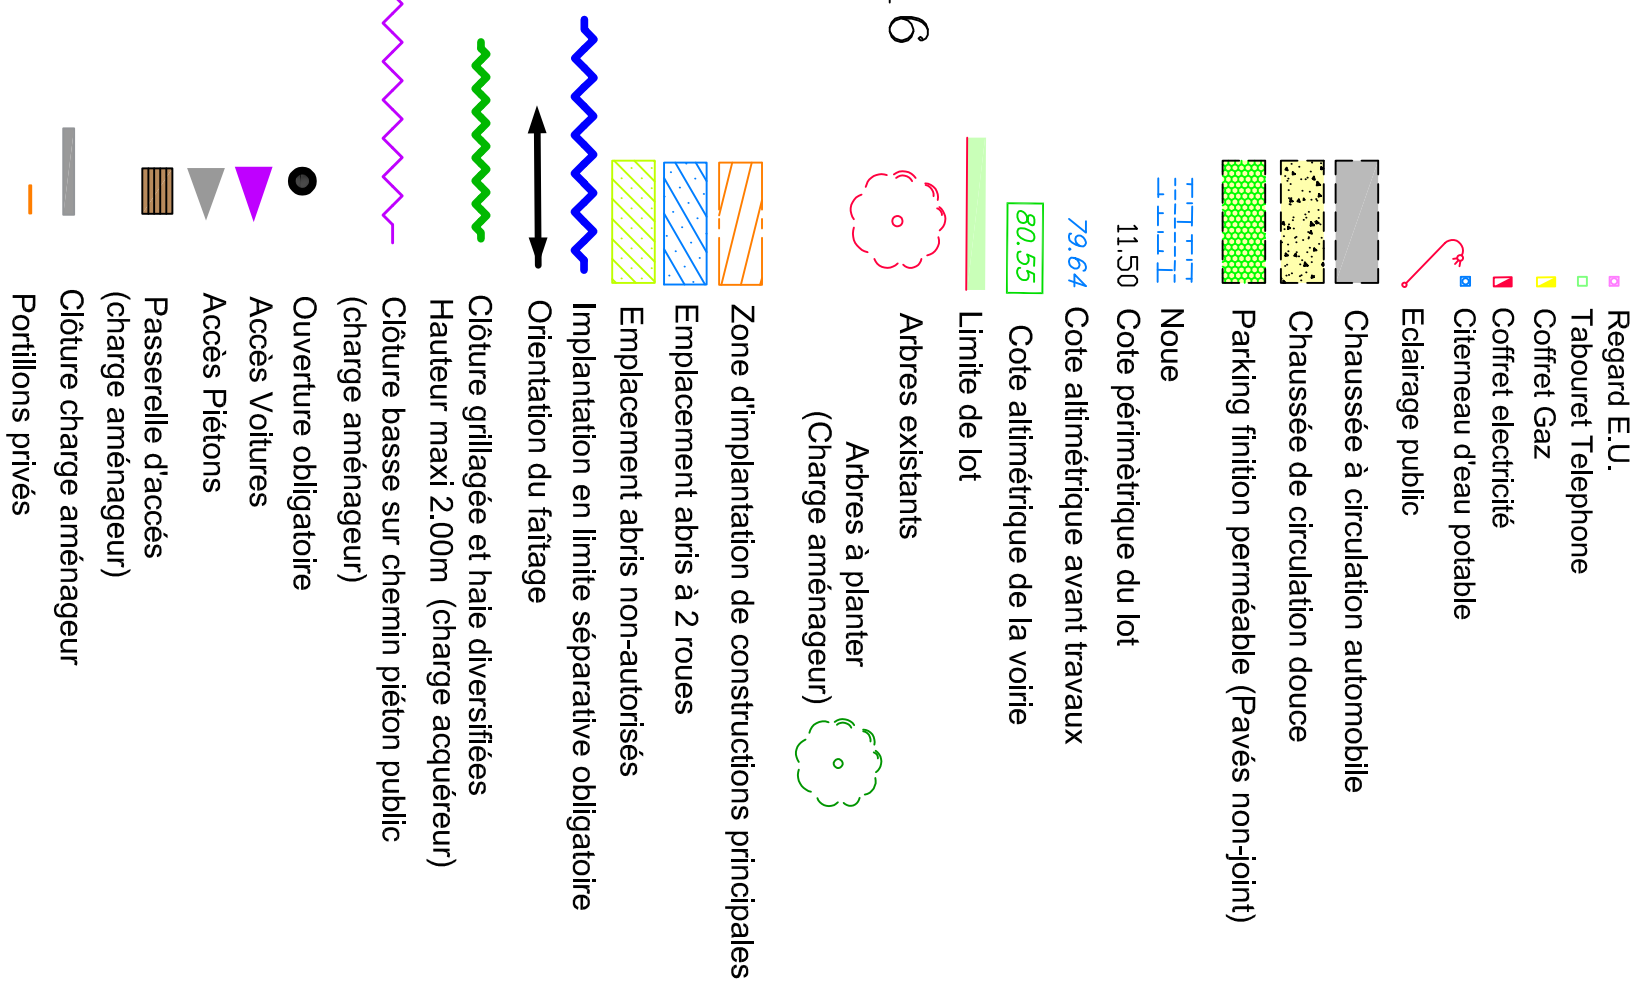 Regard E.U.
Tabouret Telephone
Coffret Gaz
Coffret electricité
Citerneau d'eau potable
Eclairage public
Chaussée à circulation automobile
Chaussée de circulation douce
Parking finition perméable (Pavés non-joint)
Noue
11.50 Cote périmètrique du lot
79.64 Cote altimétrique avant travaux
80.55 Cote altimétrique de la voirie
Limite de lot
6
Arbres existants
Arbres à planter
(Charge aménageur)
Zone d'implantation de constructions principales
Emplacement abris à 2 roues
Emplacement abris non-autorisés
Implantation en limite séparative obligatoire
Orientation du faîtage
Clôture grillagée et haie diversifiées
Hauteur maxi 2.00m (charge acquéreur)
Clôture basse sur chemin piéton public
(charge aménageur)
Ouverture obligatoire
Accès Voitures
Accès Piétons
Passerelle d'accés
(charge aménageur)
Clôture charge aménageur
Portillons privés